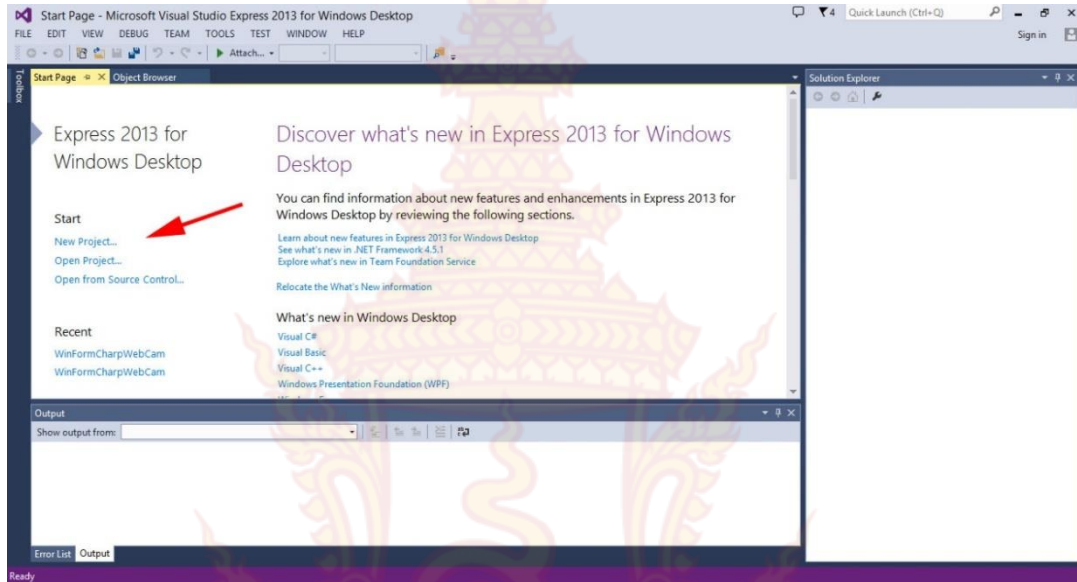 Start Page - Microsoft Visual Studio Express 2013 for Windows Desktop
4
Quick Launch (Ctrl+Q)
FILE EDIT VIEW DEBUG TEAM TOOLS TEST WINDOW HELP
Sign in
Attach...
Toolbox
Start Page
Object Browser
Solution Explorer
Express 2013 for
Windows Desktop
Start
New Project...
Open Project...
Open from Source Control...
Recent
WinFormCharpWebCam
WinFormCharpWebCam
Discover what's new in Express 2013 for Windows
Desktop
You can find information about new features and enhancements in Express 2013 for
Windows Desktop by reviewing the following sections.
Learn about new features in Express 2013 for Windows Desktop
See what's new in .NET Framework 4.5.1
Explore what's new in Team Foundation Service
Relocate the What's New information
What's new in Windows Desktop
Visual C#
Visual Basic
Visual C++
Windows Presentation Foundation (WPF)
Output
Show output from:
Error List Output
Ready